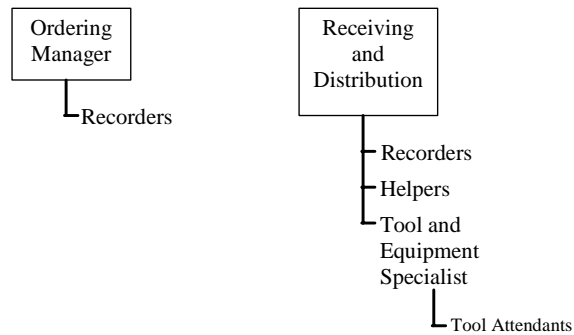 Ordering
Manager
Recorders
Receiving
and
Distribution
Recorders
Helpers
Tool and
Equipment
Specialist
Tool Attendants